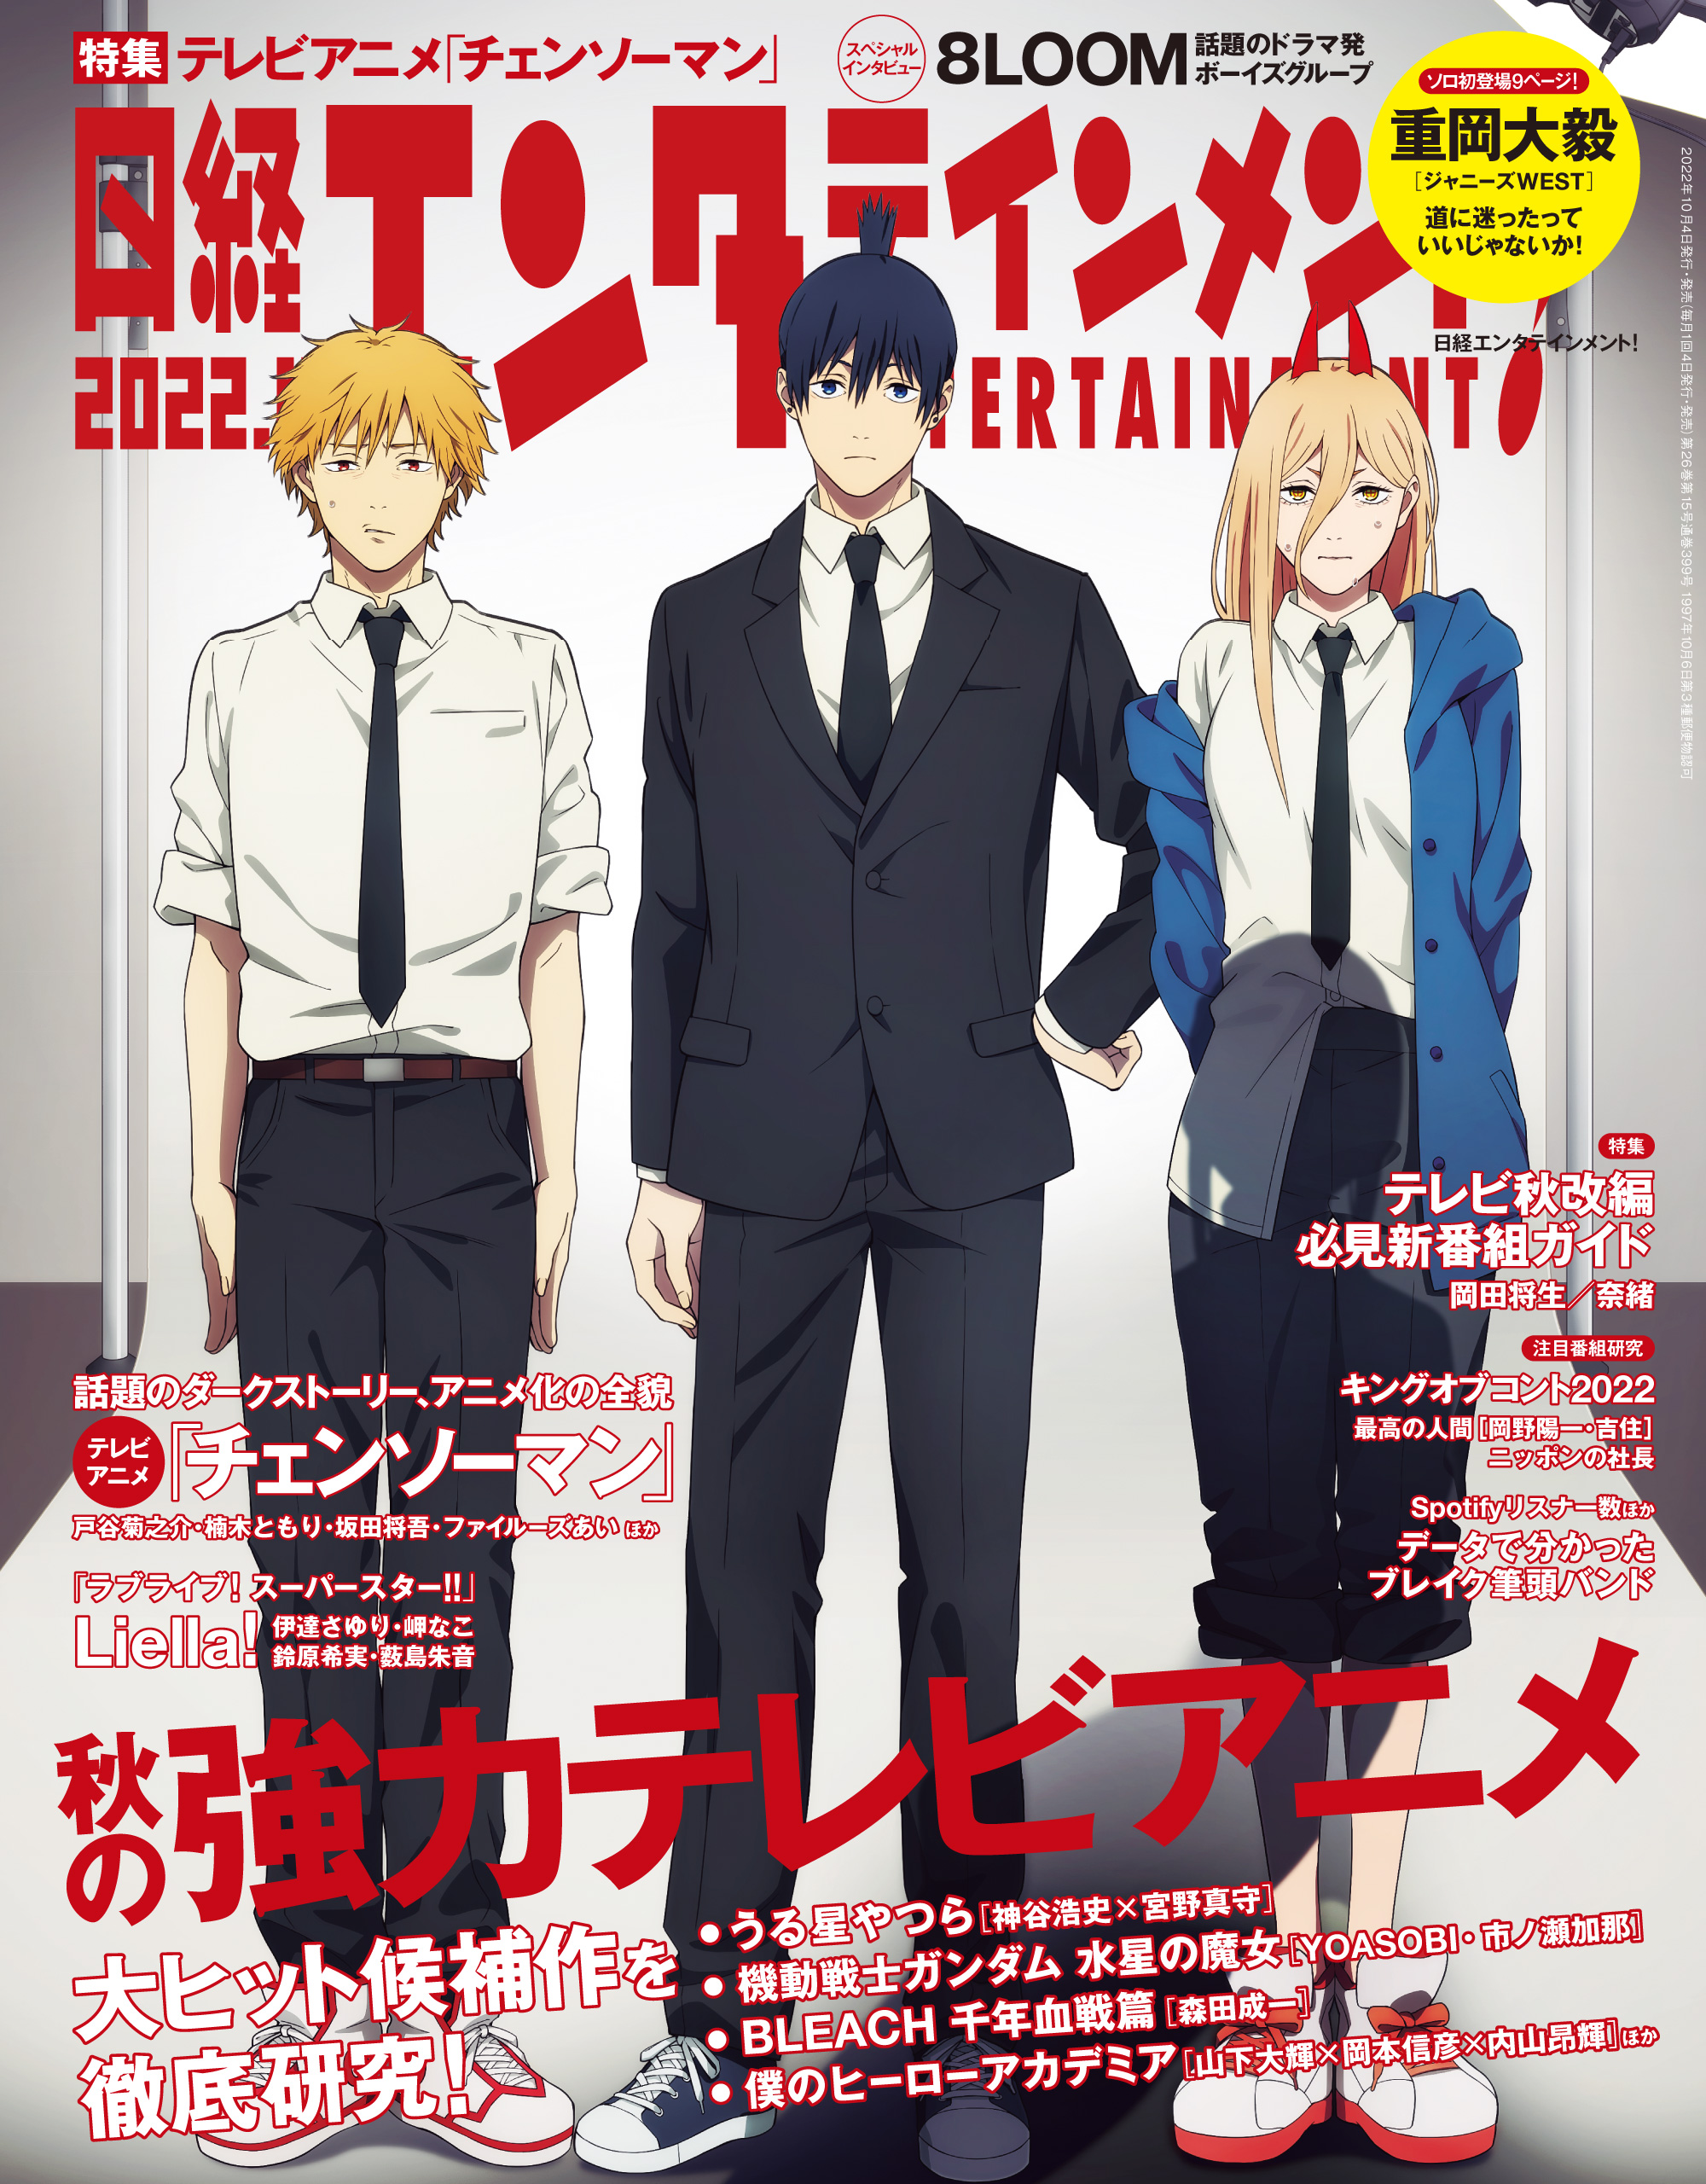 特集 テレビアニメ「チェンソーマン」
スペシャル
インタビュー
8LOOM
話題のドラマ発
ボーイズグループ
ソロ初登場9ページ!
重岡大毅
[ジャニーズWEST]
道に迷ったって
いいじゃないか!
日経エンタテインメント!
2022.
日経エンタテインメント!
2022年10月4日発行・発売(毎月1回4日発行・発売)第26巻第15号通巻399号 1997年10月6日第3種郵便物認可
特集
テレビ秋改編
必見新番組ガイド
岡田将生/奈緒
注目番組研究
キングオブコント2022
最高の人間[岡野陽一・吉住]
ニッポンの社長
Spotifyリスナー数ほか
データで分かった
ブレイク筆頭バンド
話題のダークストーリー、アニメ化の全貌
テレビ
アニメ
「チェンソーマン」
戸谷菊之介・楠木ともり・坂田将吾・ファイルーズあい ほか
「ラブライブ! スーパースター!!」
Liella!
伊達さゆり・岬なこ
鈴原希実・薮島朱音
秋の強力テレビアニメ
大ヒット候補作を
徹底研究!
• うる星やつら[神谷浩史×宮野真守]
• 機動戦士ガンダム 水星の魔女[YOASOBI・市ノ瀬加那]
• BLEACH 千年血戦篇[森田成一]
• 僕のヒーローアカデミア[山下大輝×岡本信彦×内山昂輝]ほか